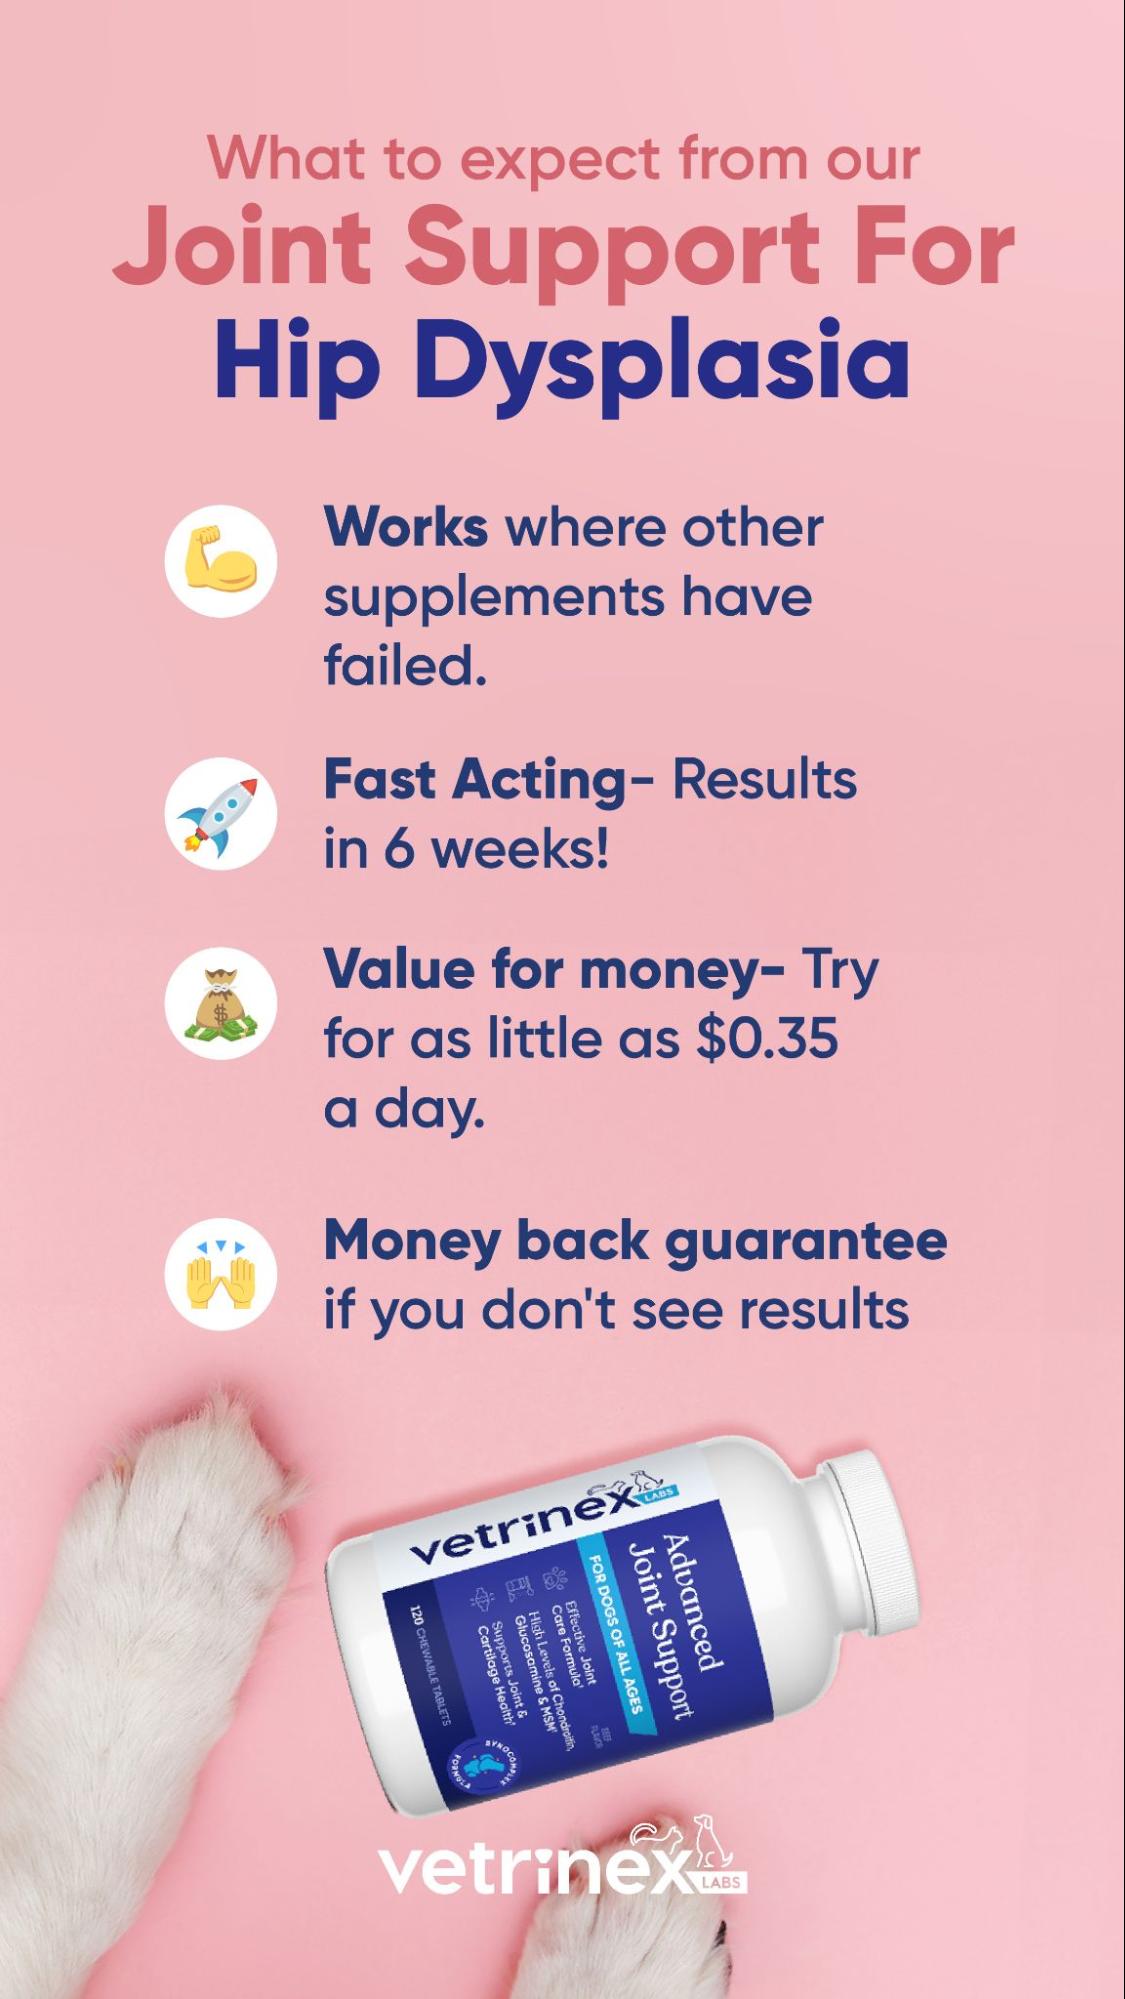 What to expect from our
Joint Support For
Hip Dysplasia
Works where other
supplements have
failed.
Fast Acting- Results
in 6 weeks!
Value for money- Try
for as little as $0.35
a day.
Money back guarantee
if you don't see results
vetrinex
LABS
Advanced
Joint Support
FOR DOGS OF ALL AGES
Effective Joint
Care Formula†
High Levels of Chondroitin,
Glucosamine & MSM†
Supports Joint &
Cartilage Health†
BEEF
FLAVOR
120 CHEWABLE TABLETS
SYNOCOMPLEX
FORMULA
vetrinex
LABS